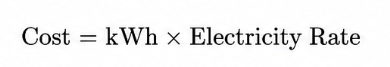 Cost = kWh × Electricity Rate